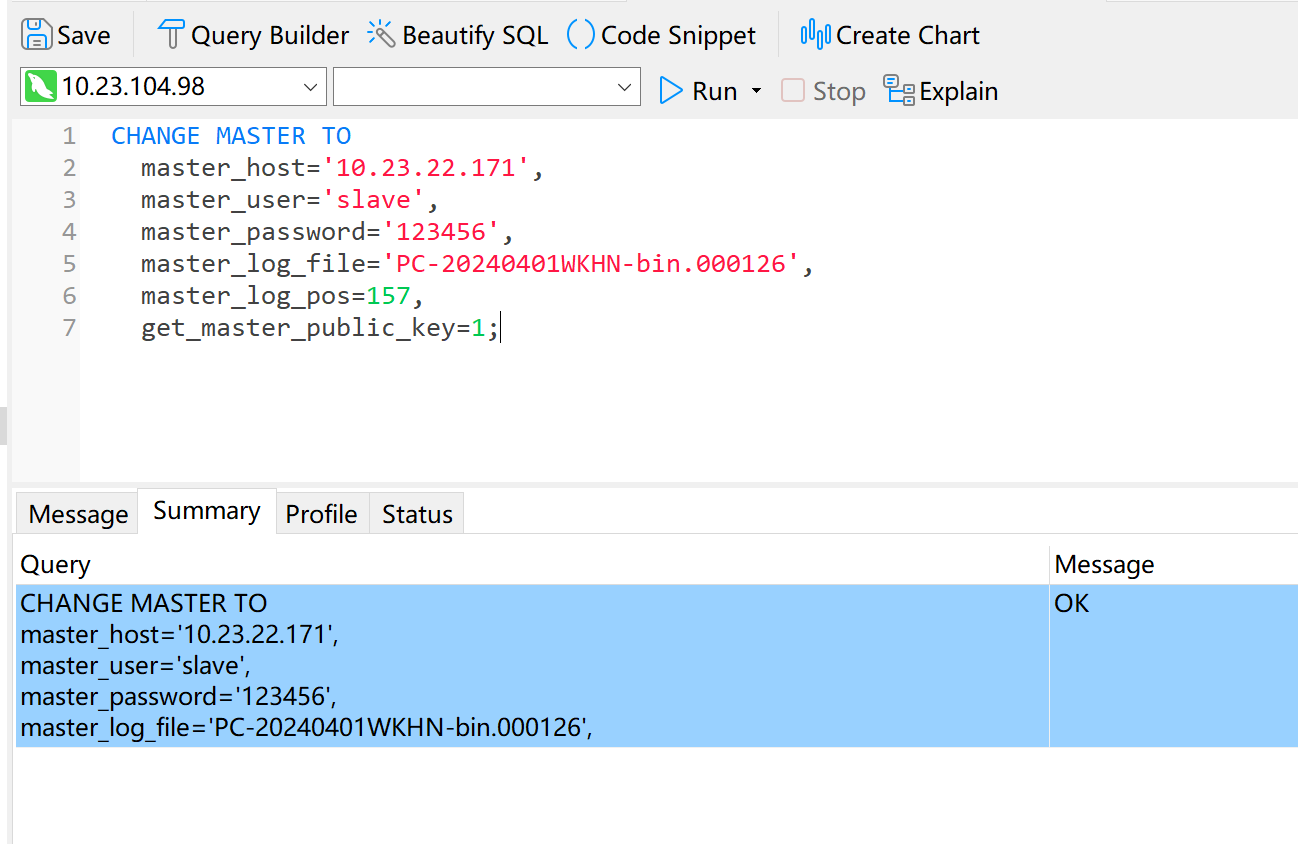 Save Query Builder Beautify SQL Code Snippet Create Chart
10.23.104.98 Run Stop Explain
1 CHANGE MASTER TO
2 master_host='10.23.22.171',
3 master_user='slave',
4 master_password='123456',
5 master_log_file='PC-20240401WKHN-bin.000126',
6 master_log_pos=157,
7 get_master_public_key=1;
Message Summary Profile Status
Query Message
CHANGE MASTER TO OK
master_host='10.23.22.171',
master_user='slave',
master_password='123456',
master_log_file='PC-20240401WKHN-bin.000126',